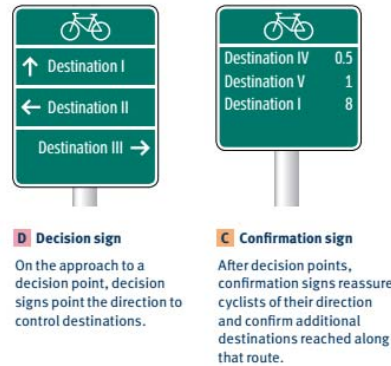 ↑ Destination I
← Destination II
Destination III →
D Decision sign
On the approach to a
decision point, decision
signs point the direction to
control destinations.
Destination IV 0.5
Destination V 1
Destination I 8
C Confirmation sign
After decision points,
confirmation signs reassure
cyclists of their direction
and confirm additional
destinations reached along
that route.